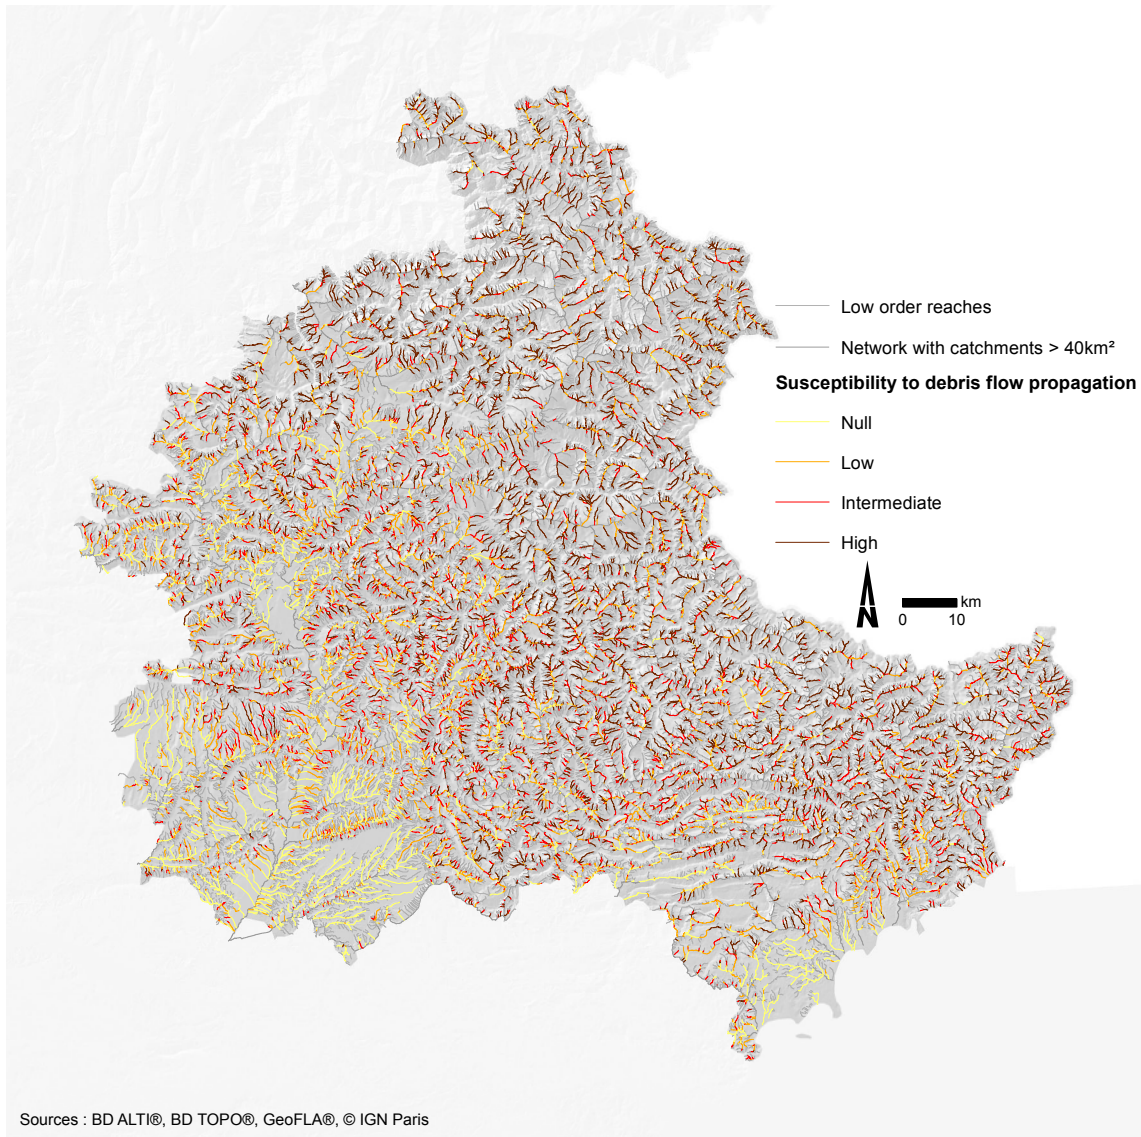 Low order reaches
Network with catchments > 40km²
Susceptibility to debris flow propagation
Null
Low
Intermediate
High
N
km
0 10
Sources : BD ALTI®, BD TOPO®, GeoFLA®, © IGN Paris